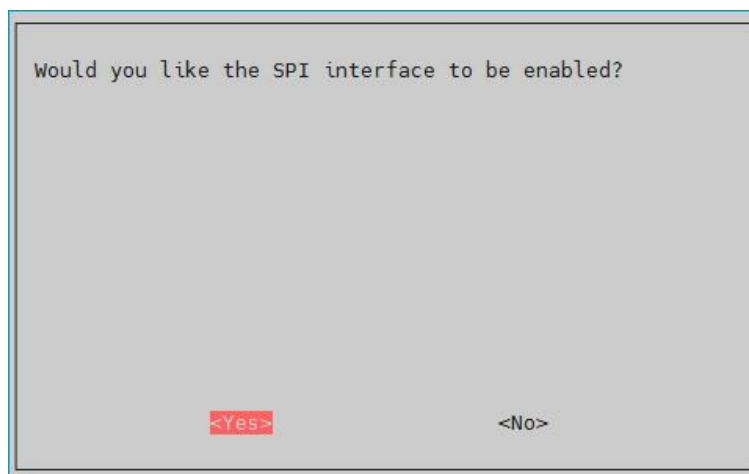 Would you like the SPI interface to be enabled?
<Yes> <No>